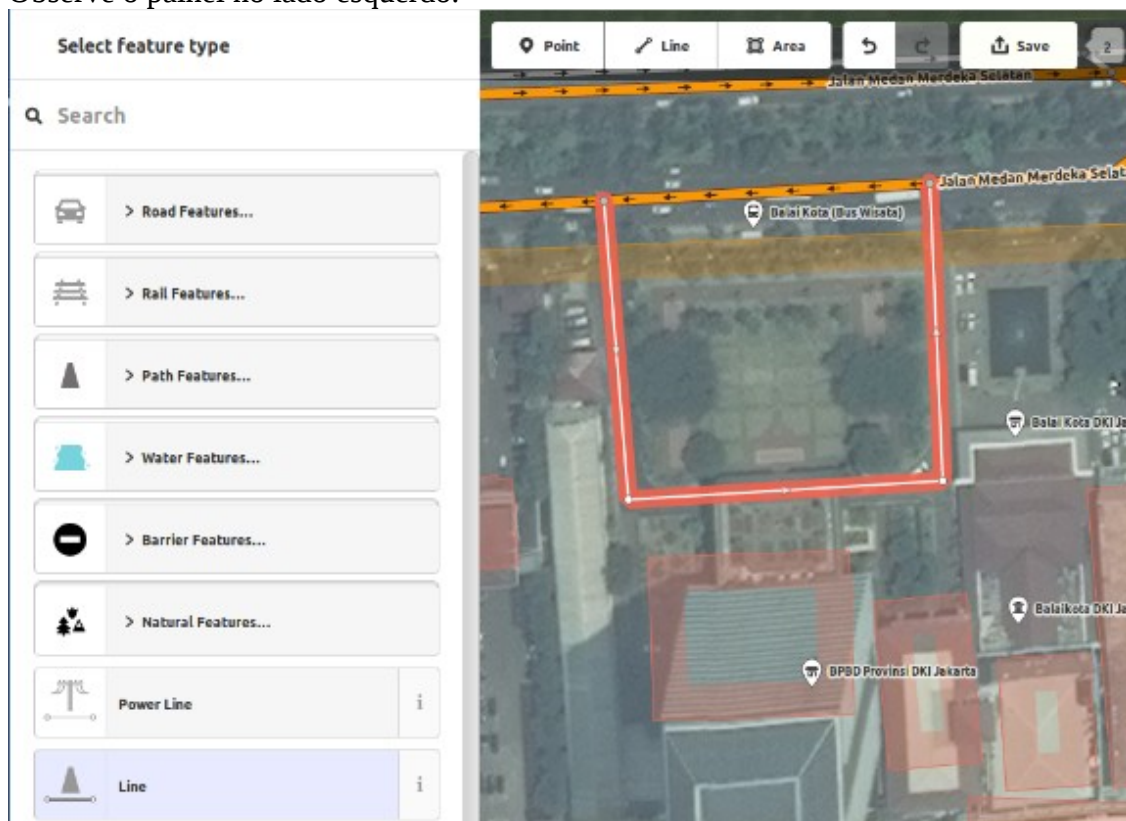 Observe o painel no lado esquerdo.
Select feature type
Point
Line
Area
Save
2
Search
> Road Features...
> Rail Features...
> Path Features...
> Water Features...
> Barrier Features...
> Natural Features...
Power Line
i
Line
i
Jalan Medan Merdeka Selatan
Jalan Medan Merdeka Selat
Balai Kota (Bus Wisata)
Balai Kota DKI Ja
Balaikota DKI Ja
BPBD Provinsi DKI Jakarta